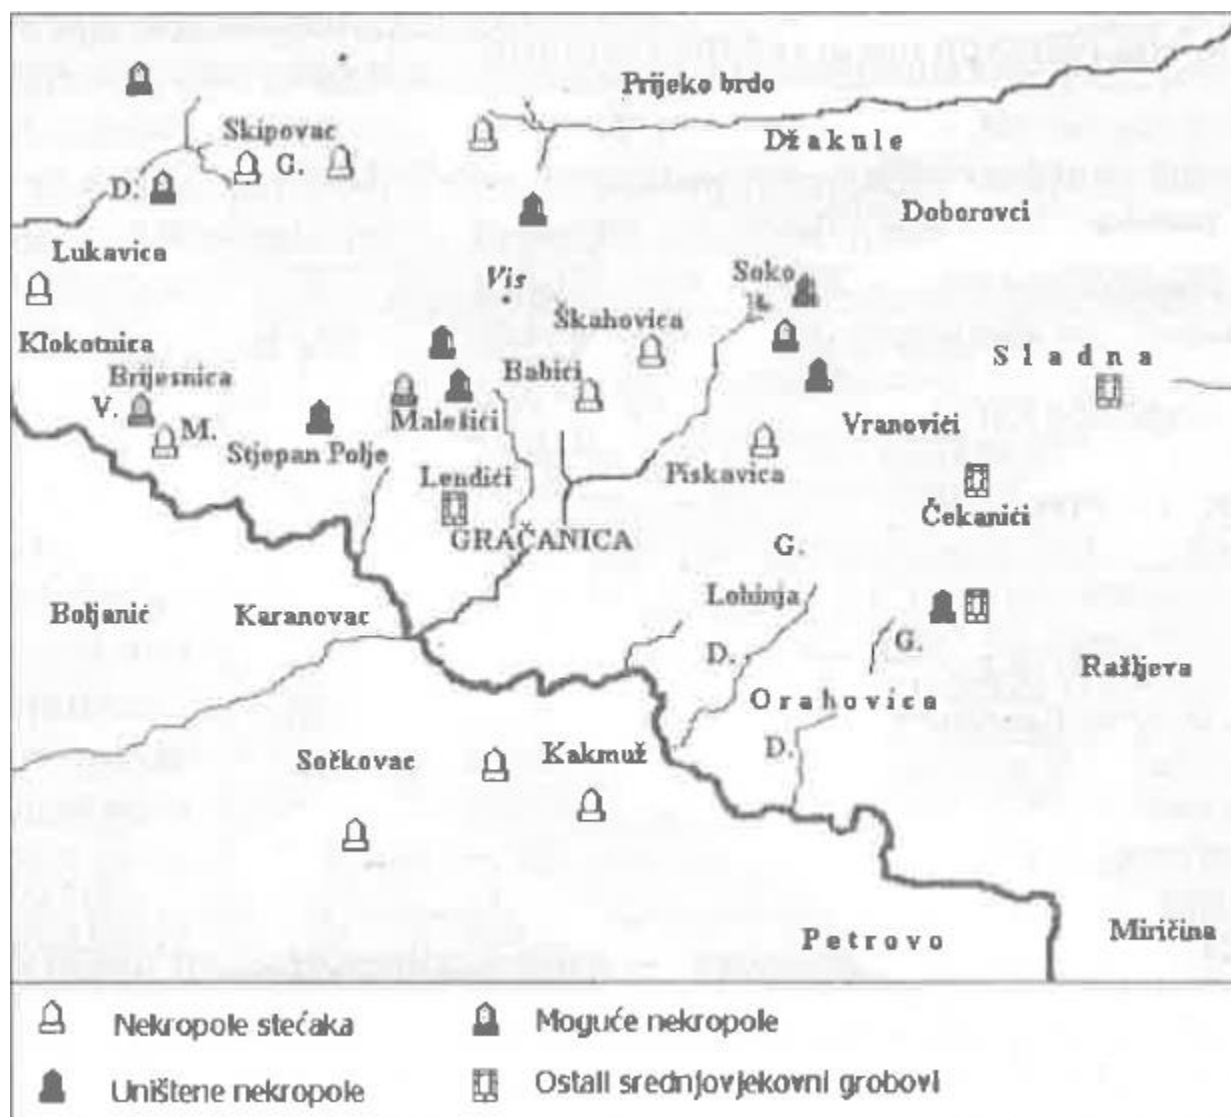 Prijeko brdo
Skipovac
Džakule
G.
D.
Doborovci
Lukavica
Vis
Soko
Škahovica
Klokotnica
Sladna
Brijesnica
Babići
V.
M.
Malešići
Vranovići
Stjepan Polje
Lendići
Piskavica
Čekanići
GRAČANICA
G.
Lohinja
Boljanić
Karanovac
D.
G.
Rašljeva
Orahovica
Sočkovac
Kakmuž
D.
Petrovo
Miričina
Nekropole stećaka
Moguće nekropole
Uništene nekropole
Ostali srednjovjekovni grobovi